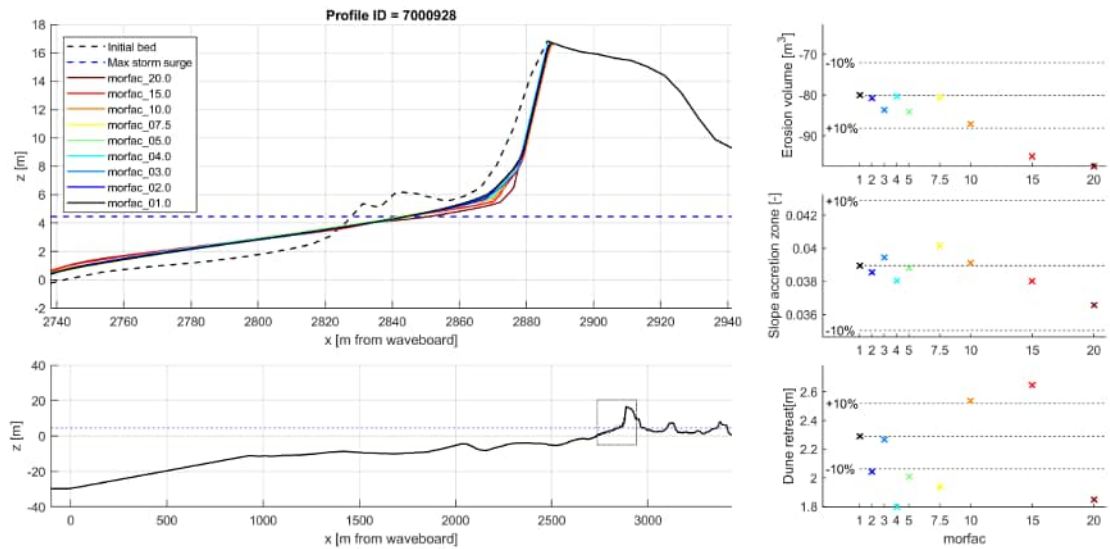 Profile ID = 7000928
18
16
14
12
10
8
6
4
2
0
-2
z [m]
Initial bed
Max storm surge
morfac_20.0
morfac_15.0
morfac_10.0
morfac_07.5
morfac_05.0
morfac_04.0
morfac_03.0
morfac_02.0
morfac_01.0
2740 2760 2780 2800 2820 2840 2860 2880 2900 2920 2940
x [m from waveboard]
40
20
0
-20
-40
z [m]
0 500 1000 1500 2000 2500 3000
x [m from waveboard]
Erosion volume [m³]
-70
-80
-90
-10%
+10%
1 2 3 4 5 7.5 10 15 20
Slope accretion zone [-]
0.042
0.04
0.038
0.036
+10%
-10%
1 2 3 4 5 7.5 10 15 20
Dune retreat[m]
2.6
2.4
2.2
2
1.8
+10%
-10%
1 2 3 4 5 7.5 10 15 20
morfac